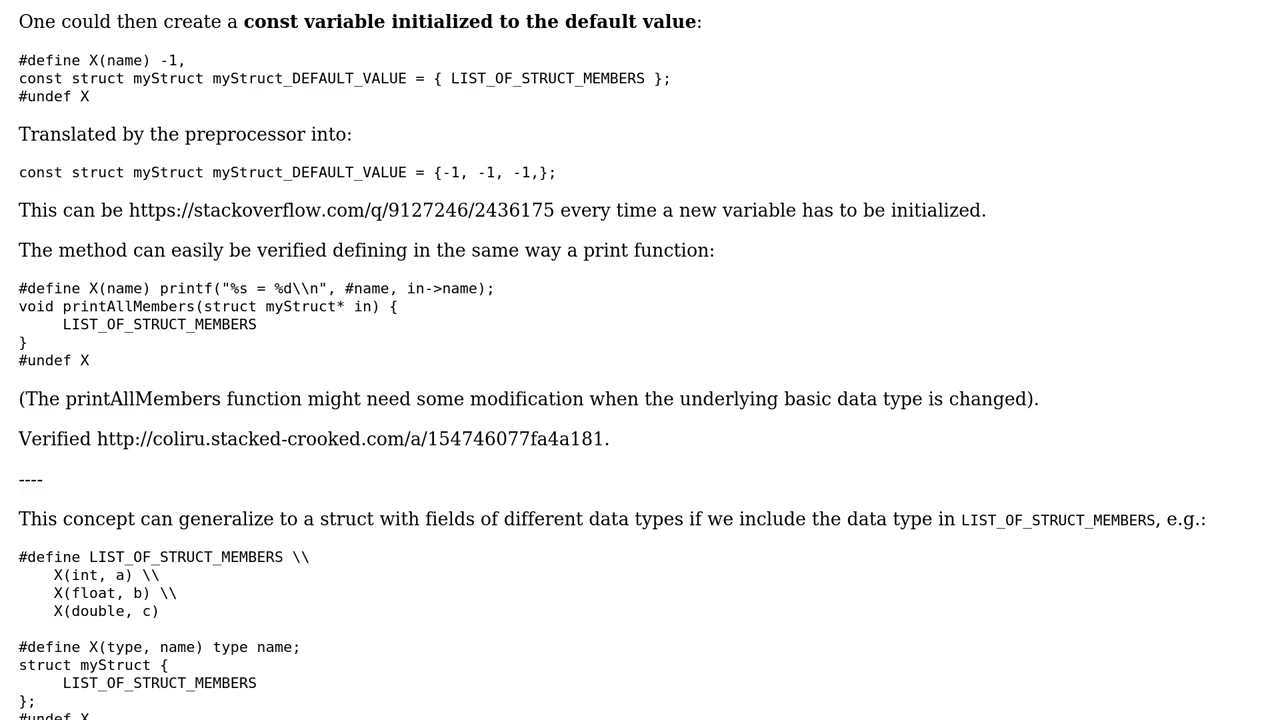 One could then create a const variable initialized to the default value:
#define X(name) -1,
const struct myStruct myStruct_DEFAULT_VALUE = { LIST_OF_STRUCT_MEMBERS };
#undef X
Translated by the preprocessor into:
const struct myStruct myStruct_DEFAULT_VALUE = {-1, -1, -1,};
This can be https://stackoverflow.com/q/9127246/2436175 every time a new variable has to be initialized.
The method can easily be verified defining in the same way a print function:
#define X(name) printf("%s = %d\\n", #name, in->name);
void printAllMembers(struct myStruct* in) {
     LIST_OF_STRUCT_MEMBERS
}
#undef X
(The printAllMembers function might need some modification when the underlying basic data type is changed).
Verified http://coliru.stacked-crooked.com/a/154746077fa4a181.
----
This concept can generalize to a struct with fields of different data types if we include the data type in LIST_OF_STRUCT_MEMBERS, e.g.:
#define LIST_OF_STRUCT_MEMBERS \\
    X(int, a) \\
    X(float, b) \\
    X(double, c)
#define X(type, name) type name;
struct myStruct {
     LIST_OF_STRUCT_MEMBERS
};
#undef X